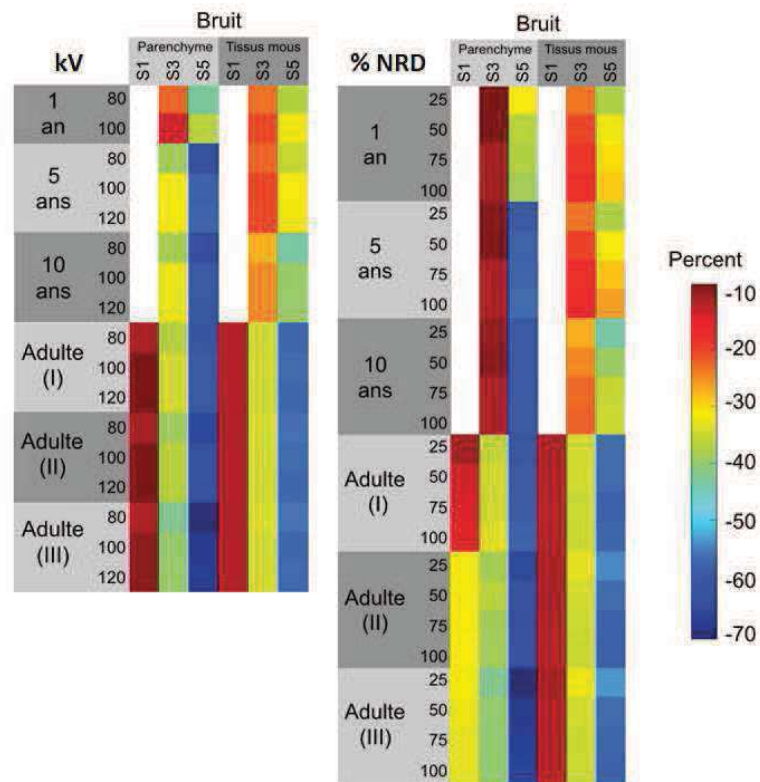 Bruit
kV
Parenchyme Tissus mous
S1 S3 S5 S1 S3 S5
1 an
80
100
5 ans
80
100
120
10 ans
80
100
120
Adulte (I)
80
100
120
Adulte (II)
80
100
120
Adulte (III)
80
100
120
Bruit
% NRD
Parenchyme Tissus mous
S1 S3 S5 S1 S3 S5
1 an
25
50
75
100
5 ans
25
50
75
100
10 ans
25
50
75
100
Adulte (I)
25
50
75
100
Adulte (II)
25
50
75
100
Adulte (III)
25
50
75
100
Percent
-10
-20
-30
-40
-50
-60
-70